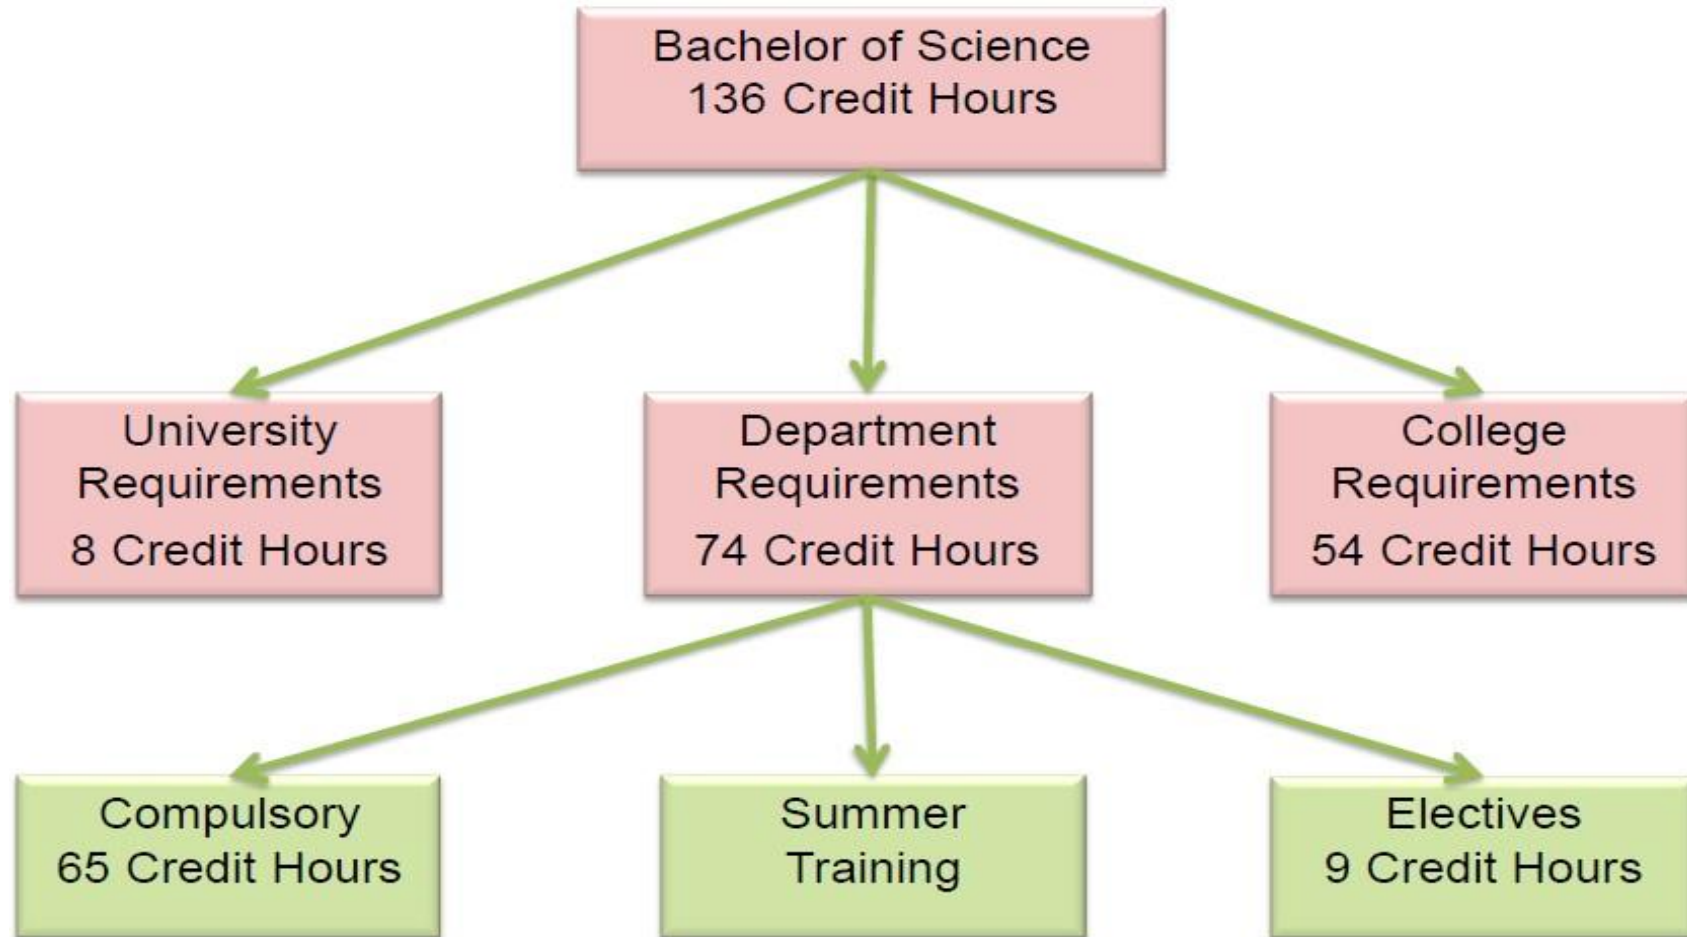 Bachelor of Science
136 Credit Hours
University
Requirements
8 Credit Hours
Department
Requirements
74 Credit Hours
College
Requirements
54 Credit Hours
Compulsory
65 Credit Hours
Summer
Training
Electives
9 Credit Hours